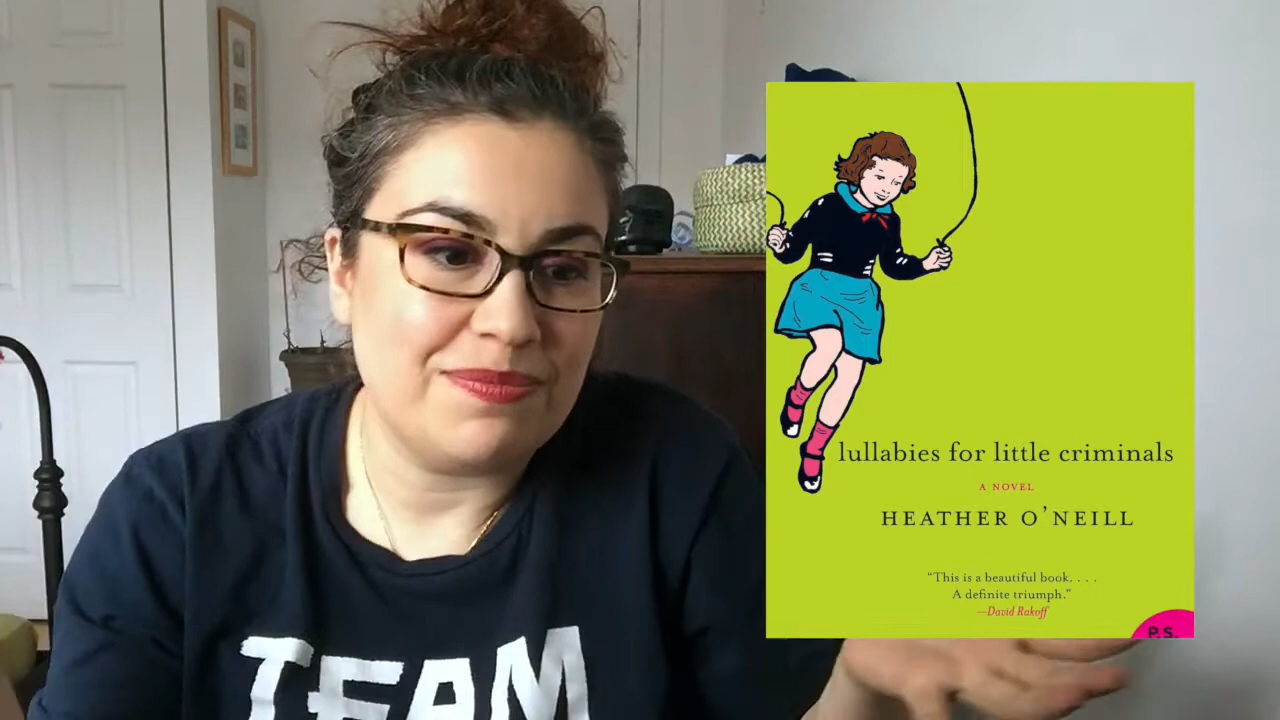 TEAM
lullabies for little criminals
A NOVEL
HEATHER O'NEILL
“This is a beautiful book. . . .
A definite triumph.”
—David Rakoff
P.S.